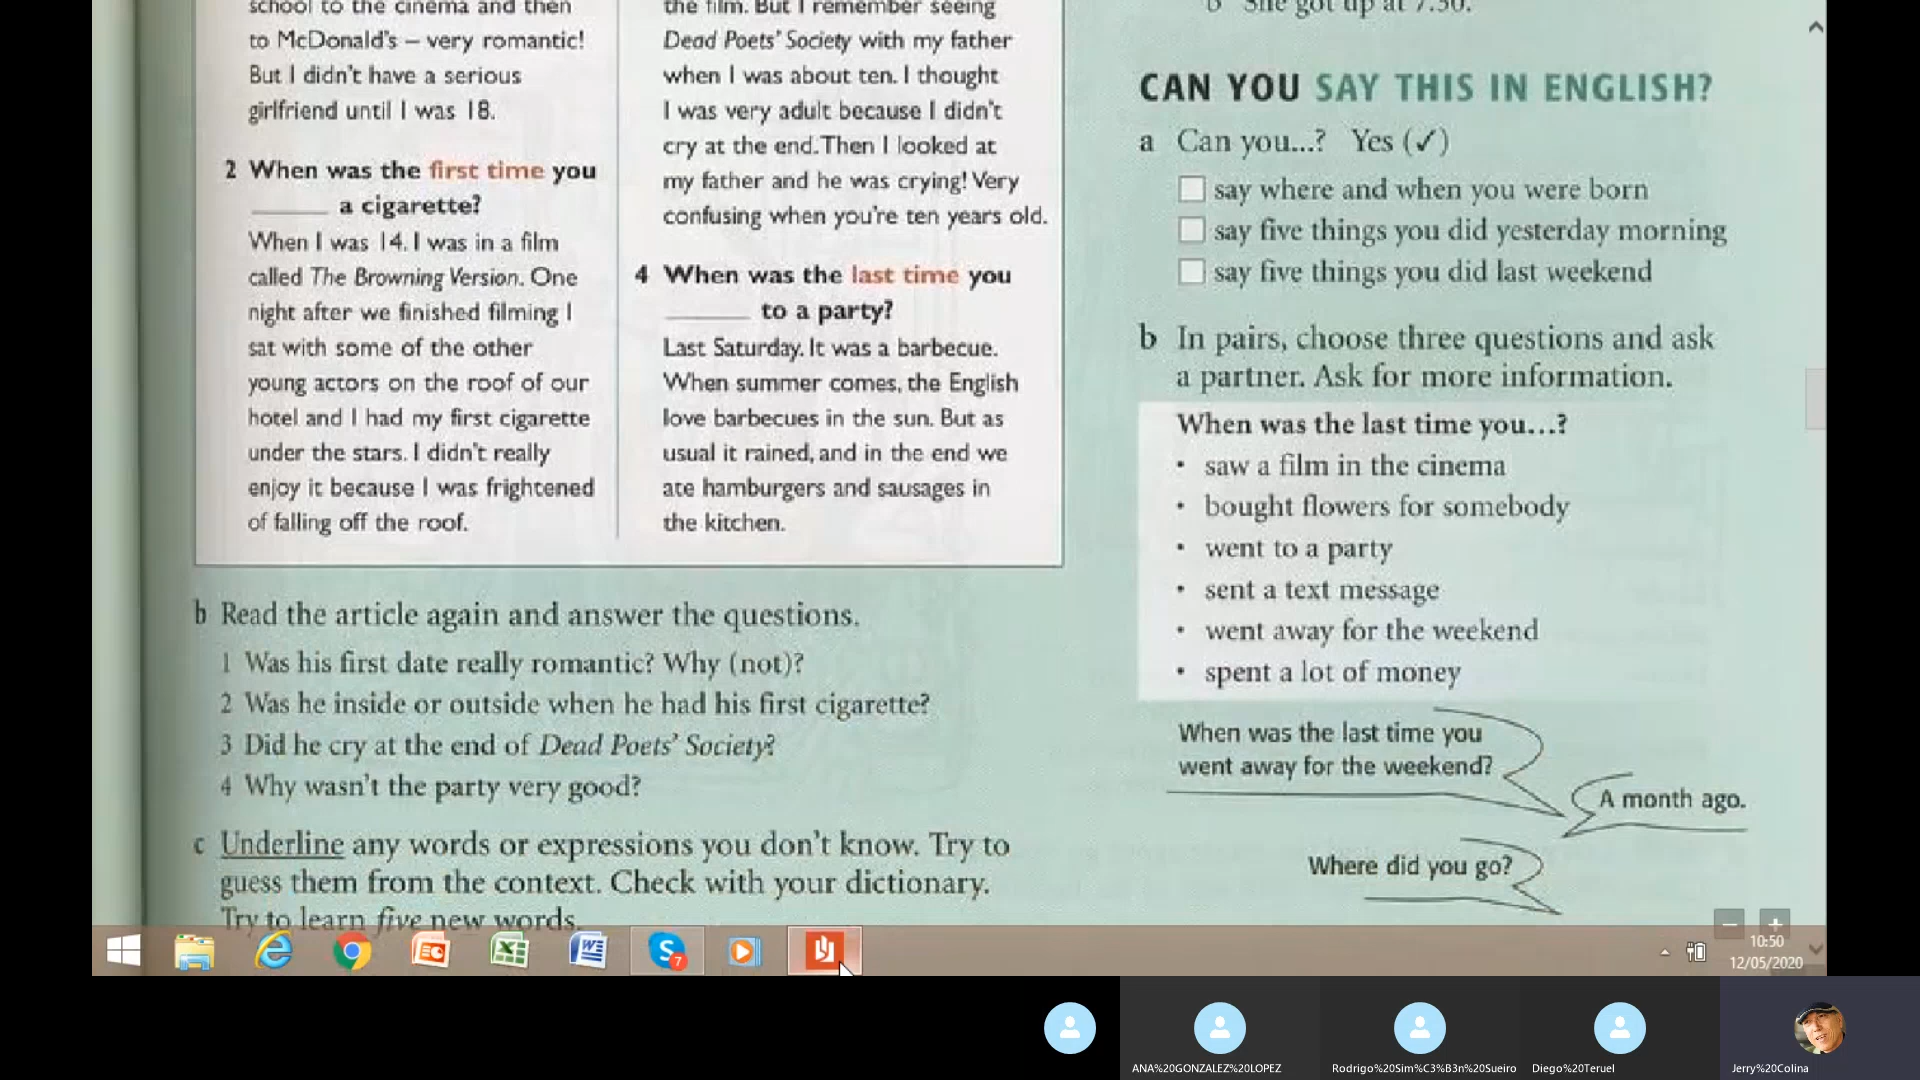 school to the cinema and then
to McDonald's – very romantic!
But I didn't have a serious
girlfriend until I was 18.
2 When was the first time you
______ a cigarette?
When I was 14. I was in a film
called The Browning Version. One
night after we finished filming I
sat with some of the other
young actors on the roof of our
hotel and I had my first cigarette
under the stars. I didn't really
enjoy it because I was frightened
of falling off the roof.
the film. But I remember seeing
Dead Poets' Society with my father
when I was about ten. I thought
I was very adult because I didn't
cry at the end. Then I looked at
my father and he was crying! Very
confusing when you're ten years old.
4 When was the last time you
______ to a party?
Last Saturday. It was a barbecue.
When summer comes, the English
love barbecues in the sun. But as
usual it rained, and in the end we
ate hamburgers and sausages in
the kitchen.
b Read the article again and answer the questions.
1 Was his first date really romantic? Why (not)?
2 Was he inside or outside when he had his first cigarette?
3 Did he cry at the end of Dead Poets' Society?
4 Why wasn't the party very good?
c Underline any words or expressions you don't know. Try to
guess them from the context. Check with your dictionary.
Try to learn five new words.
b She got up at 7.30.
CAN YOU SAY THIS IN ENGLISH?
a Can you...? Yes (✓)
say where and when you were born
say five things you did yesterday morning
say five things you did last weekend
b In pairs, choose three questions and ask
a partner. Ask for more information.
When was the last time you...?
• saw a film in the cinema
• bought flowers for somebody
• went to a party
• sent a text message
• went away for the weekend
• spent a lot of money
When was the last time you
went away for the weekend?
A month ago.
Where did you go?
7
10:50
12/05/2020
ANA%20GONZALEZ%20LOPEZ
Rodrigo%20Sim%C3%B3n%20Sueiro
Diego%20Teruel
Jerry%20Colina